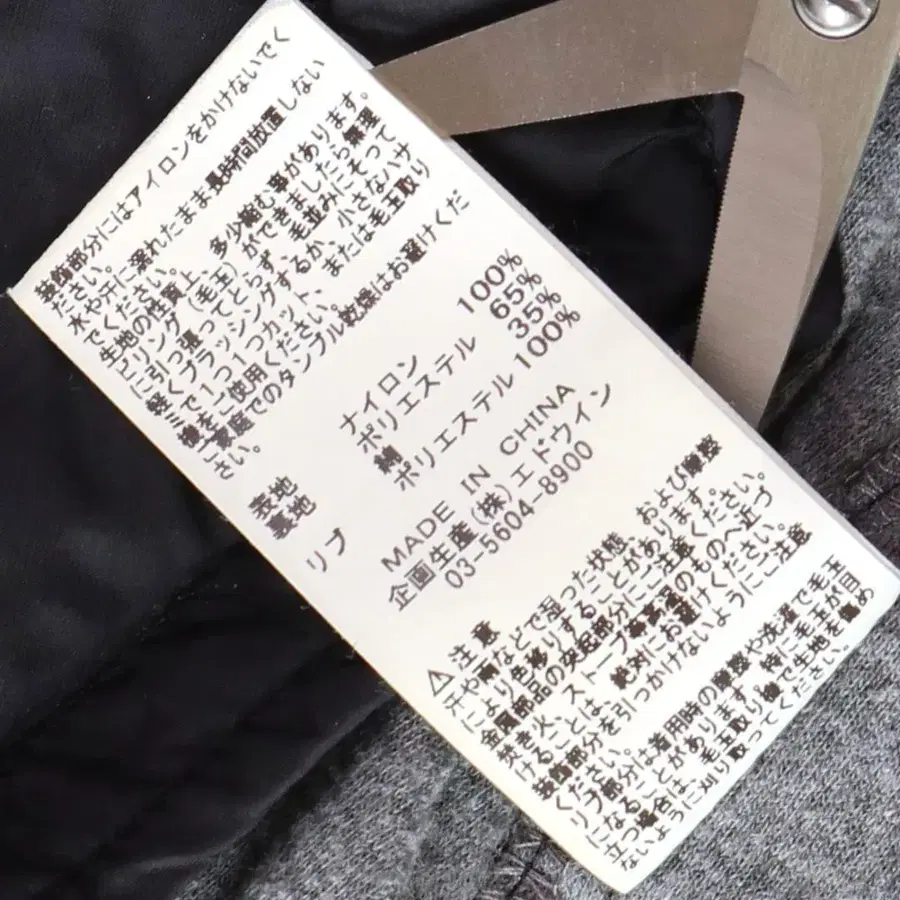 装飾部分にはアイロンをかけないでく
ださい。
水や汗に濡れたまま長時間放置しない
でください。
生地の性質上、多少縮む事があります。
ピリング(毛玉)ができましたら無理
に引っ張ってとらず、毛並みにそって
軽くブラッシングするか、小さなハサ
ミで1つ1つカット、または毛玉取り
機をご使用ください。
ご家庭でのタンブル乾燥はお避けくだ
さい。
表地 ナイロン 100%
裏地 ポリエステル 65%
綿 35%
リブ ポリエステル 100%
MADE IN CHINA
企画生産(株)エドウイン
03-5604-8900
⚠注意
汗や雨などで湿った状態、および摩擦
により色移りすることがあります。
金属部品の突起部分にご注意ください。
焚き火、ストーブ等高温のものへ近づ
けることは、絶対にお避けください。
装飾部分を引っかけないようにご注意
ください。
リブ部分は着用時の摩擦や洗濯で毛玉
になることがあります。特に毛玉が目
立つ場合は、毛玉取り機で生地を傷め
ないように刈り取ってください。